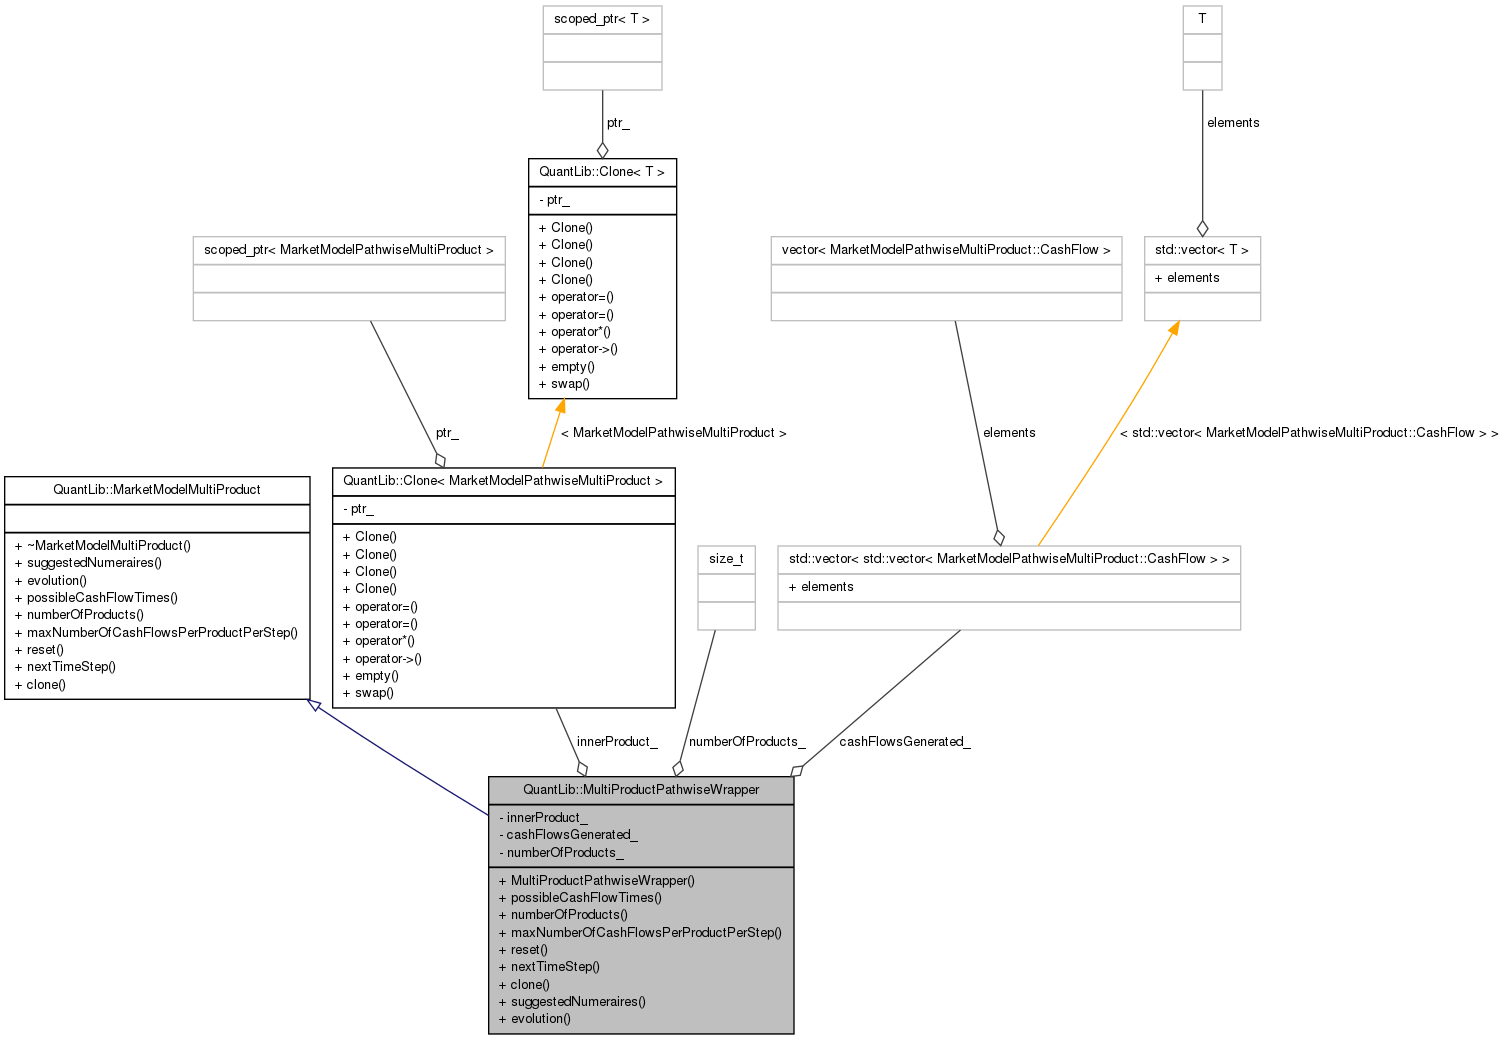 scoped_ptr< T >
T
ptr_
elements
QuantLib::Clone< T >
- ptr_
+ Clone()
+ Clone()
+ Clone()
+ Clone()
+ operator=()
+ operator=()
+ operator*()
+ operator->()
+ empty()
+ swap()
scoped_ptr< MarketModelPathwiseMultiProduct >
vector< MarketModelPathwiseMultiProduct::CashFlow >
std::vector< T >
+ elements
ptr_
< MarketModelPathwiseMultiProduct >
elements
< std::vector< MarketModelPathwiseMultiProduct::CashFlow > >
QuantLib::MarketModelMultiProduct
+ ~MarketModelMultiProduct()
+ suggestedNumeraires()
+ evolution()
+ possibleCashFlowTimes()
+ numberOfProducts()
+ maxNumberOfCashFlowsPerProductPerStep()
+ reset()
+ nextTimeStep()
+ clone()
QuantLib::Clone< MarketModelPathwiseMultiProduct >
- ptr_
+ Clone()
+ Clone()
+ Clone()
+ Clone()
+ operator=()
+ operator=()
+ operator*()
+ operator->()
+ empty()
+ swap()
size_t
std::vector< std::vector< MarketModelPathwiseMultiProduct::CashFlow > >
+ elements
innerProduct_
numberOfProducts_
cashFlowsGenerated_
QuantLib::MultiProductPathwiseWrapper
- innerProduct_
- cashFlowsGenerated_
- numberOfProducts_
+ MultiProductPathwiseWrapper()
+ possibleCashFlowTimes()
+ numberOfProducts()
+ maxNumberOfCashFlowsPerProductPerStep()
+ reset()
+ nextTimeStep()
+ clone()
+ suggestedNumeraires()
+ evolution()